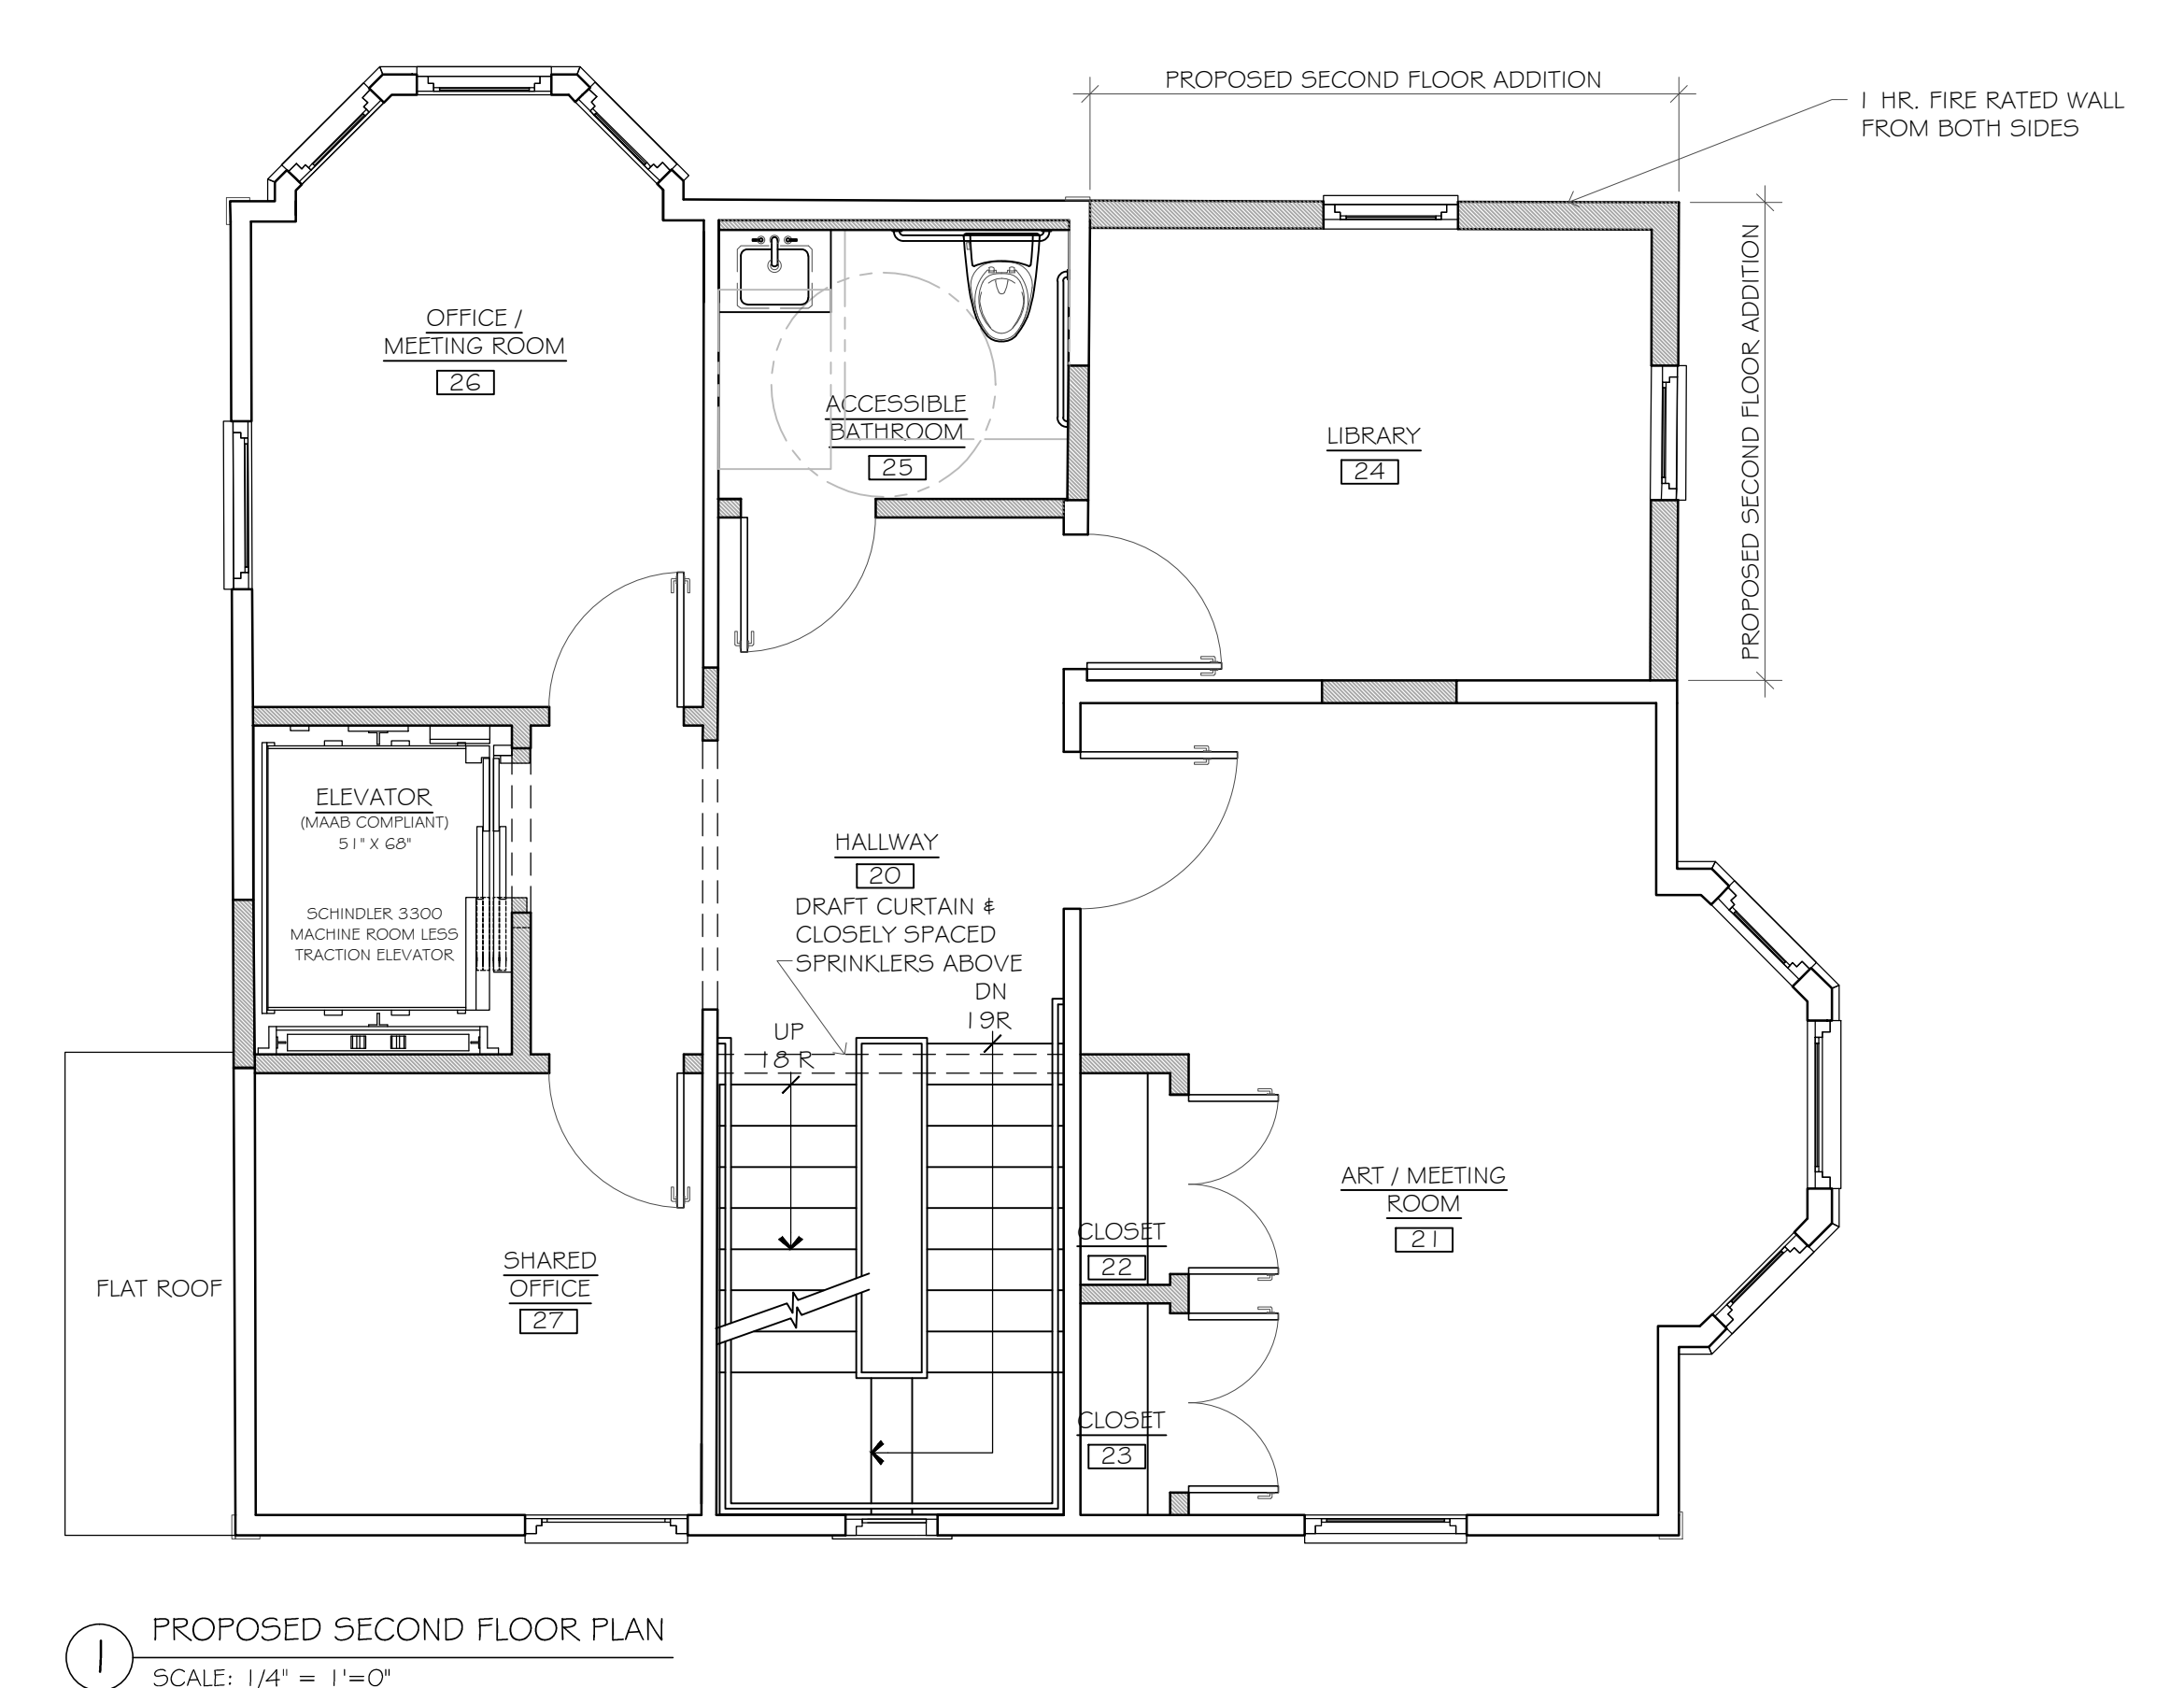 PROPOSED SECOND FLOOR ADDITION
1 HR. FIRE RATED WALL
FROM BOTH SIDES
PROPOSED SECOND FLOOR ADDITION
OFFICE /
MEETING ROOM
26
ACCESSIBLE
BATHROOM
25
LIBRARY
24
ELEVATOR
(MAAB COMPLIANT)
51" X 68"
SCHINDLER 3300
MACHINE ROOM LESS
TRACTION ELEVATOR
HALLWAY
20
DRAFT CURTAIN &
CLOSELY SPACED
SPRINKLERS ABOVE
DN
19R
UP
18 R
ART / MEETING
ROOM
21
CLOSET
22
SHARED
OFFICE
27
FLAT ROOF
CLOSET
23
1
PROPOSED SECOND FLOOR PLAN
SCALE: 1/4" = 1'=0"